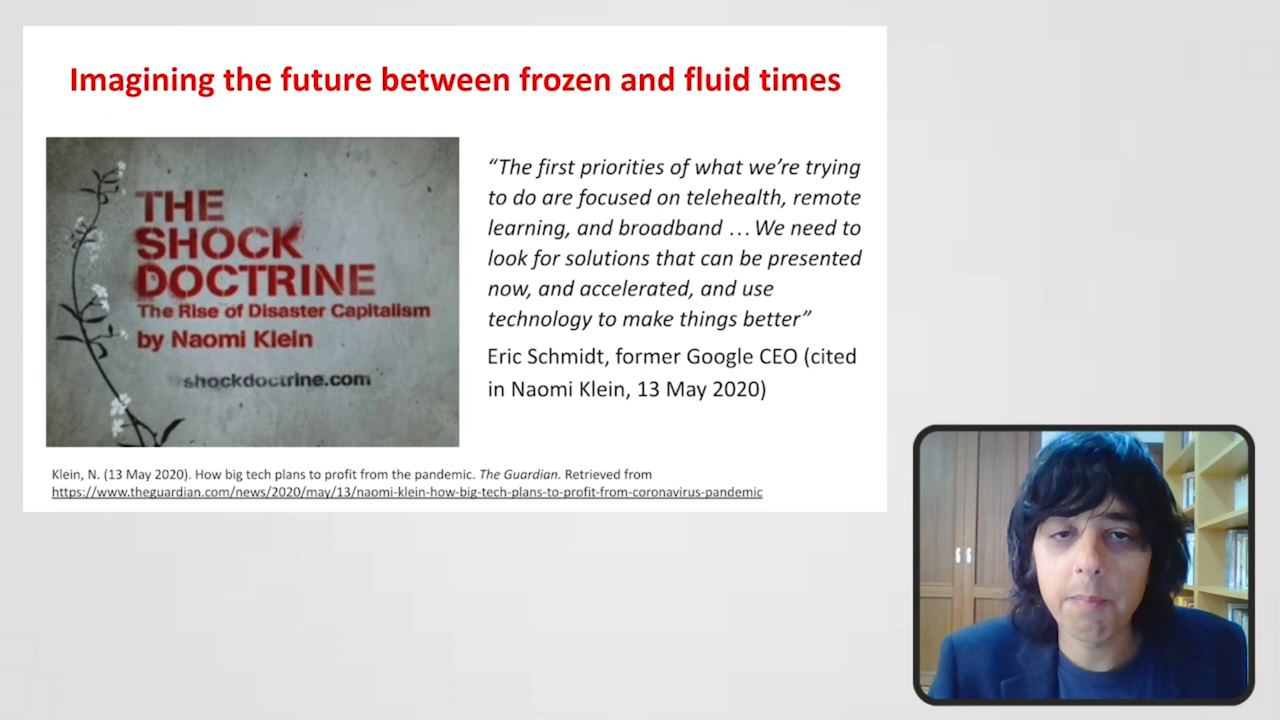 Imagining the future between frozen and fluid times
THE
SHOCK
DOCTRINE
The Rise of Disaster Capitalism
by Naomi Klein
shockdoctrine.com
“The first priorities of what we’re trying
to do are focused on telehealth, remote
learning, and broadband … We need to
look for solutions that can be presented
now, and accelerated, and use
technology to make things better”
Eric Schmidt, former Google CEO (cited
in Naomi Klein, 13 May 2020)
Klein, N. (13 May 2020). How big tech plans to profit from the pandemic. The Guardian. Retrieved from
https://www.theguardian.com/news/2020/may/13/naomi-klein-how-big-tech-plans-to-profit-from-coronavirus-pandemic